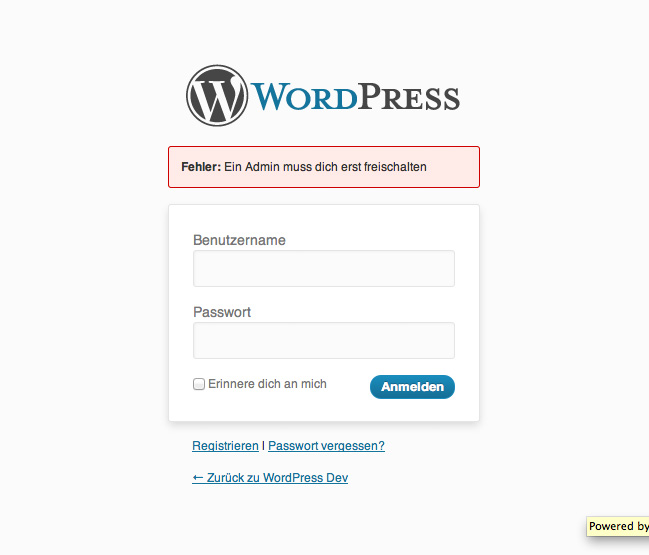 WORDPRESS
Fehler: Ein Admin muss dich erst freischalten
Benutzername
Passwort
Erinnere dich an mich
Anmelden
Registrieren | Passwort vergessen?
← Zurück zu WordPress Dev
Powered by